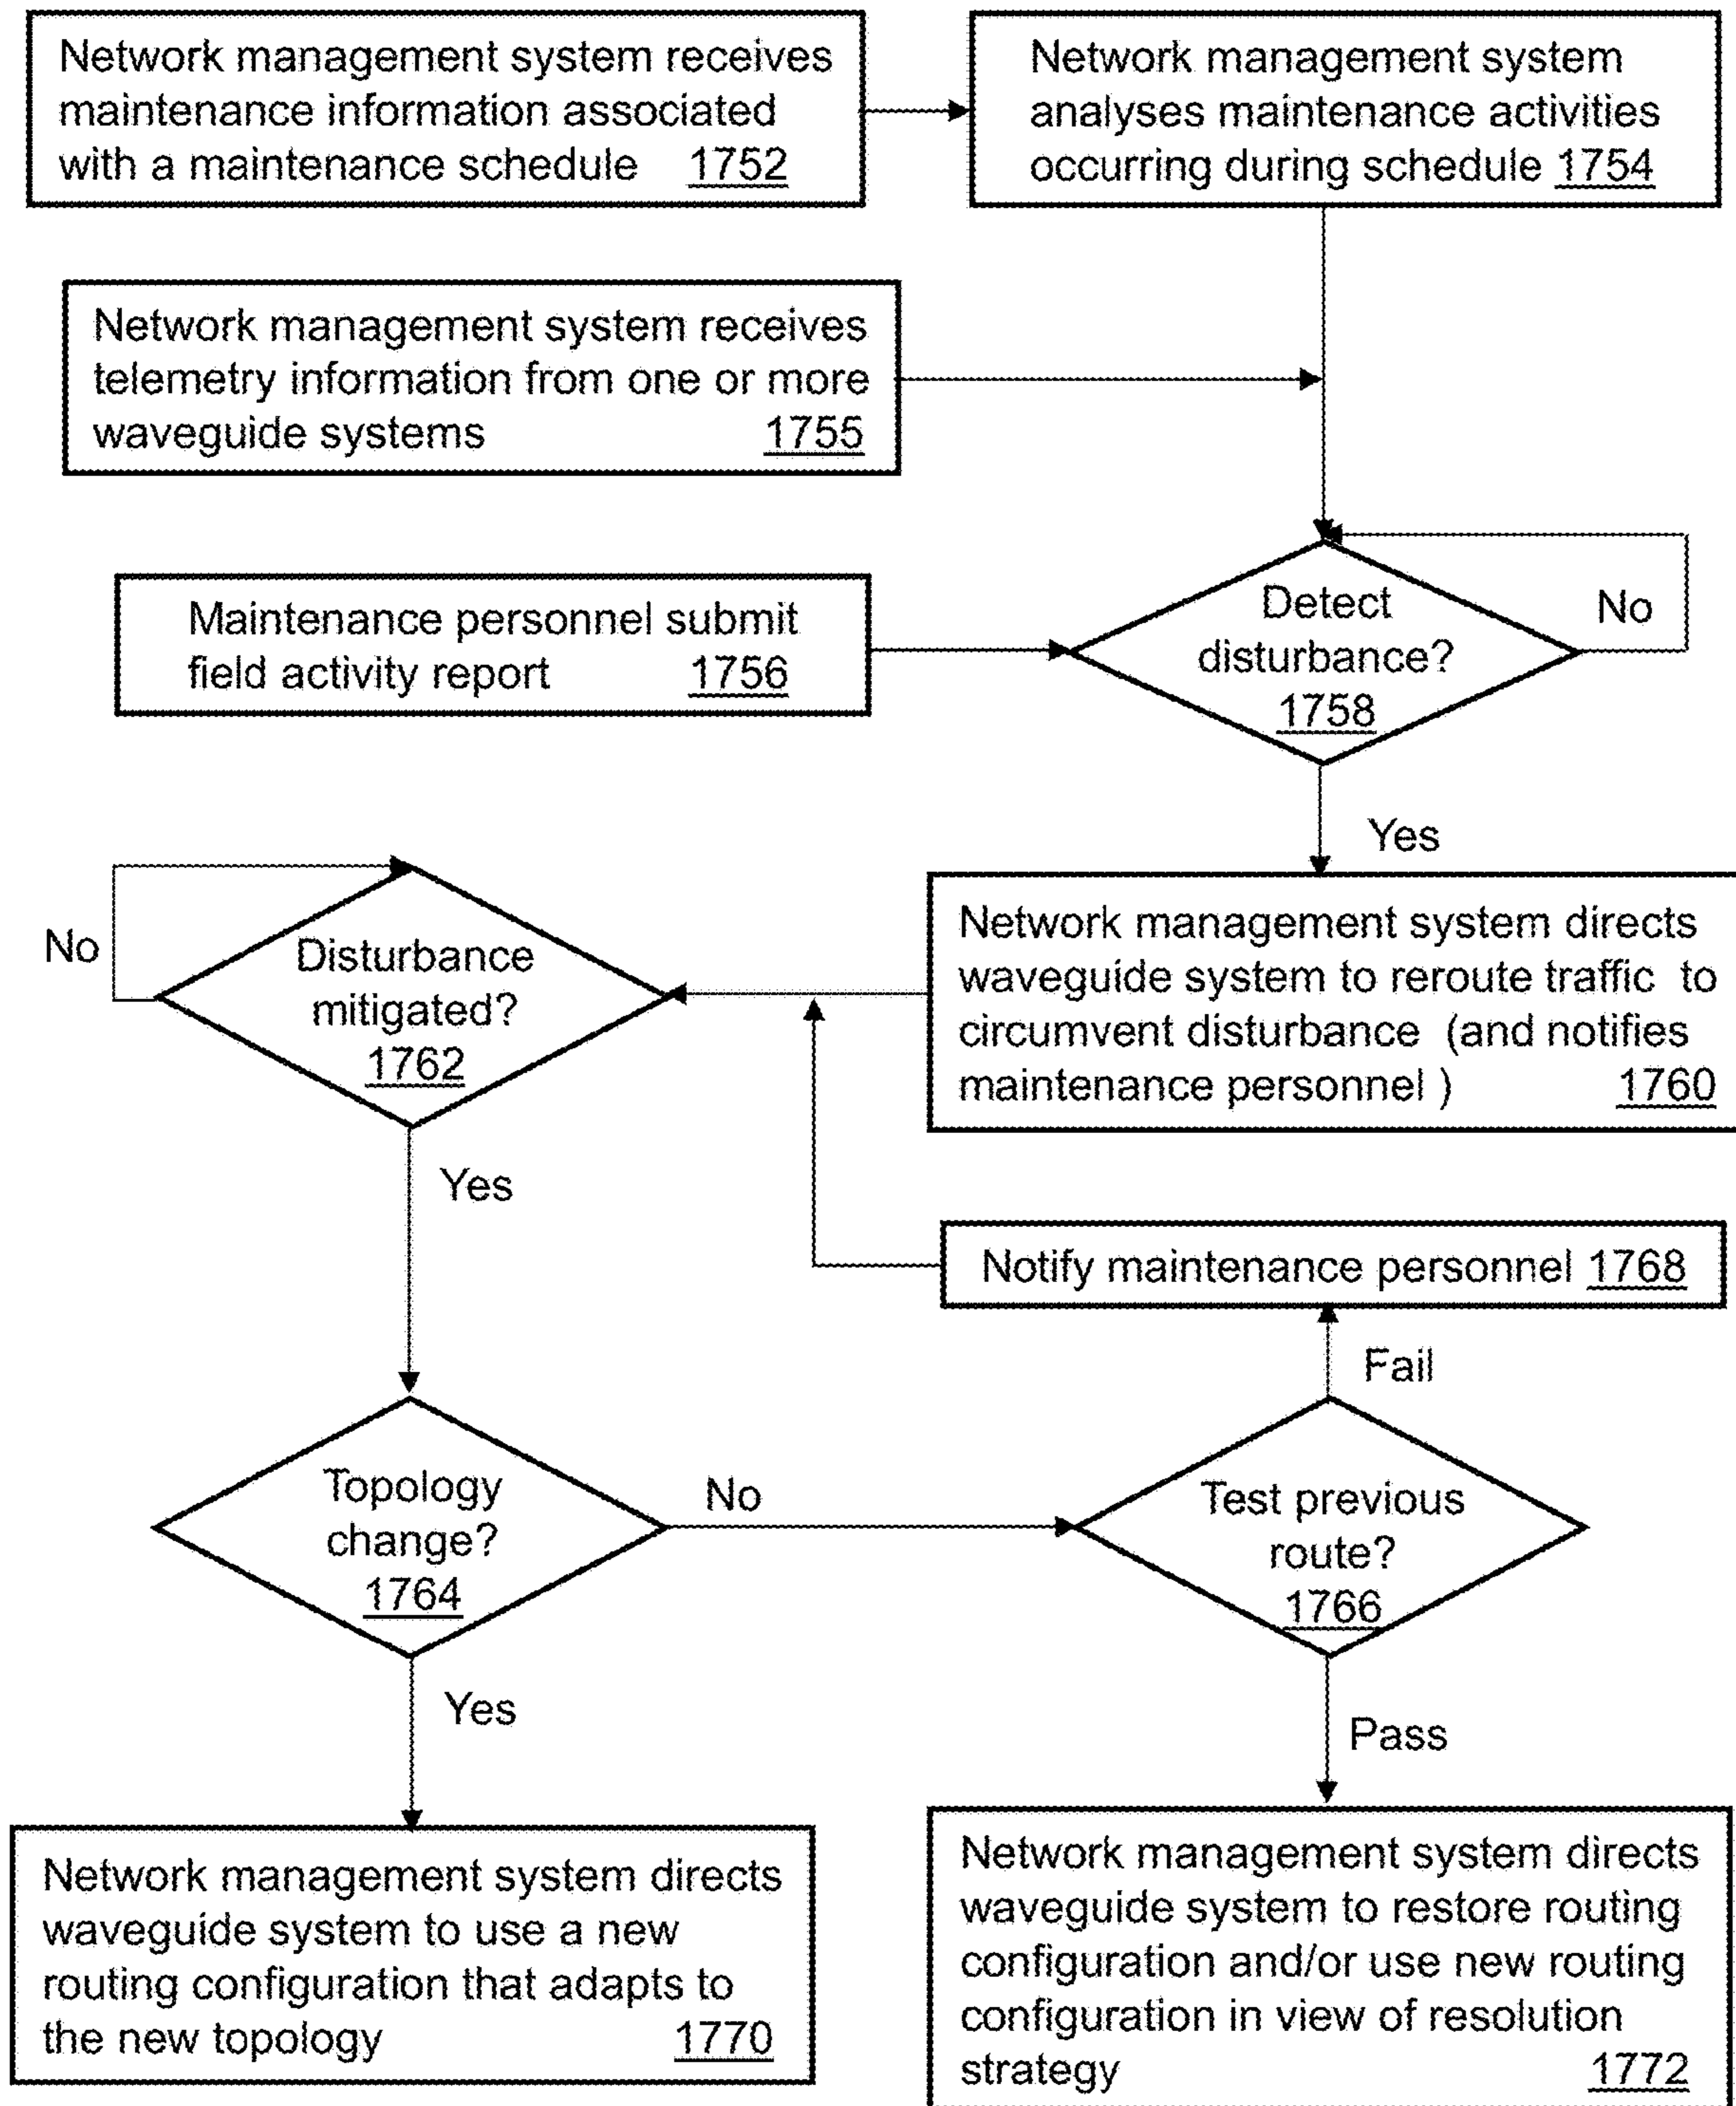 Network management system receives
maintenance information associated
with a maintenance schedule 1752
Network management system
analyses maintenance activities
occurring during schedule 1754
Network management system receives
telemetry information from one or more
waveguide systems 1755
Maintenance personnel submit
field activity report 1756
Detect
disturbance?
1758
No
Yes
Network management system directs
waveguide system to reroute traffic to
circumvent disturbance (and notifies
maintenance personnel ) 1760
No
Disturbance
mitigated?
1762
Yes
Notify maintenance personnel 1768
Fail
Topology
change?
1764
No
Test previous
route?
1766
Yes
Pass
Network management system directs
waveguide system to use a new
routing configuration that adapts to
the new topology 1770
Network management system directs
waveguide system to restore routing
configuration and/or use new routing
configuration in view of resolution
strategy 1772